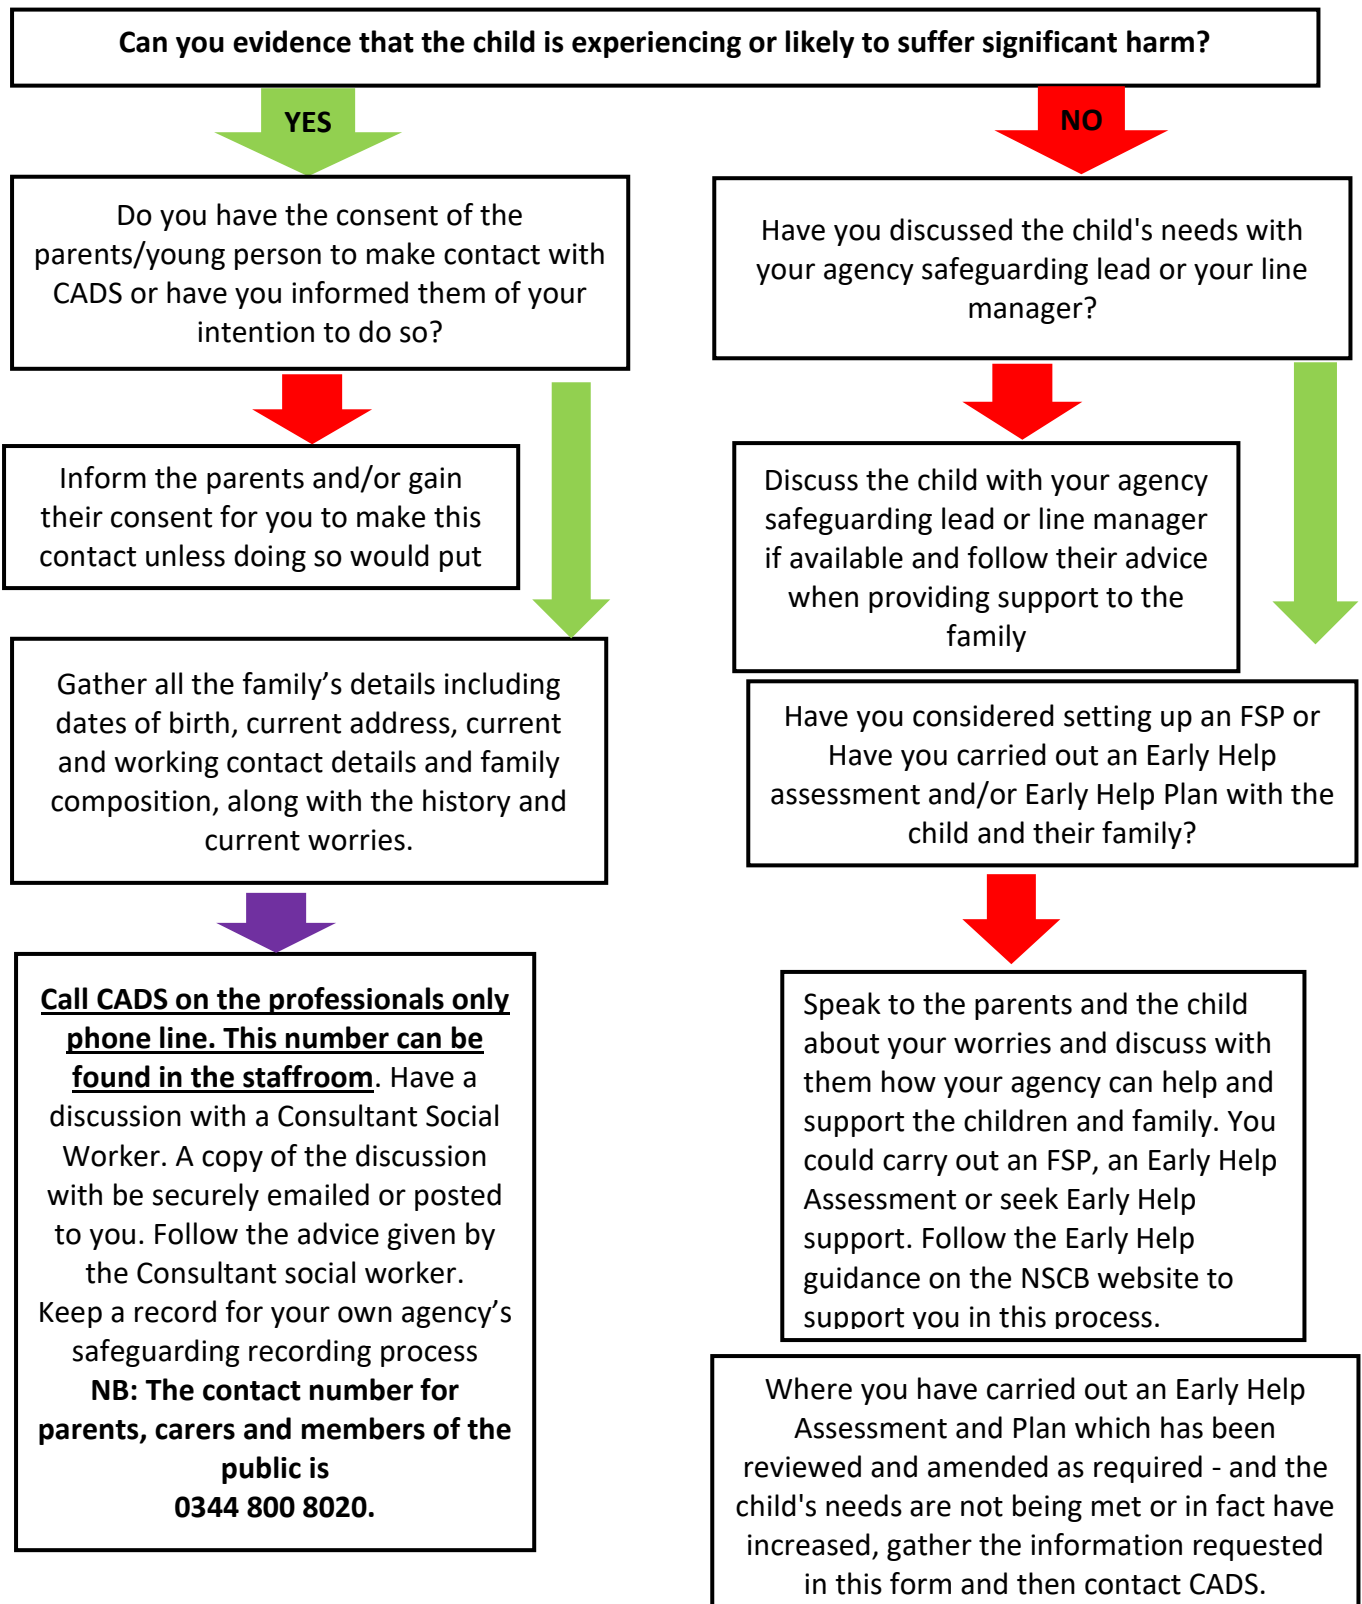 Can you evidence that the child is experiencing or likely to suffer significant harm?
YES
NO
Do you have the consent of the
parents/young person to make contact with
CADS or have you informed them of your
intention to do so?
Inform the parents and/or gain
their consent for you to make this
contact unless doing so would put
Gather all the family’s details including
dates of birth, current address, current
and working contact details and family
composition, along with the history and
current worries.
Call CADS on the professionals only
phone line. This number can be
found in the staffroom. Have a
discussion with a Consultant Social
Worker. A copy of the discussion
with be securely emailed or posted
to you. Follow the advice given by
the Consultant social worker.
Keep a record for your own agency’s
safeguarding recording process
NB: The contact number for
parents, carers and members of the
public is
0344 800 8020.
Have you discussed the child's needs with
your agency safeguarding lead or your line
manager?
Discuss the child with your agency
safeguarding lead or line manager
if available and follow their advice
when providing support to the
family
Have you considered setting up an FSP or
Have you carried out an Early Help
assessment and/or Early Help Plan with the
child and their family?
Speak to the parents and the child
about your worries and discuss with
them how your agency can help and
support the children and family. You
could carry out an FSP, an Early Help
Assessment or seek Early Help
support. Follow the Early Help
guidance on the NSCB website to
support you in this process.
Where you have carried out an Early Help
Assessment and Plan which has been
reviewed and amended as required - and the
child's needs are not being met or in fact have
increased, gather the information requested
in this form and then contact CADS.